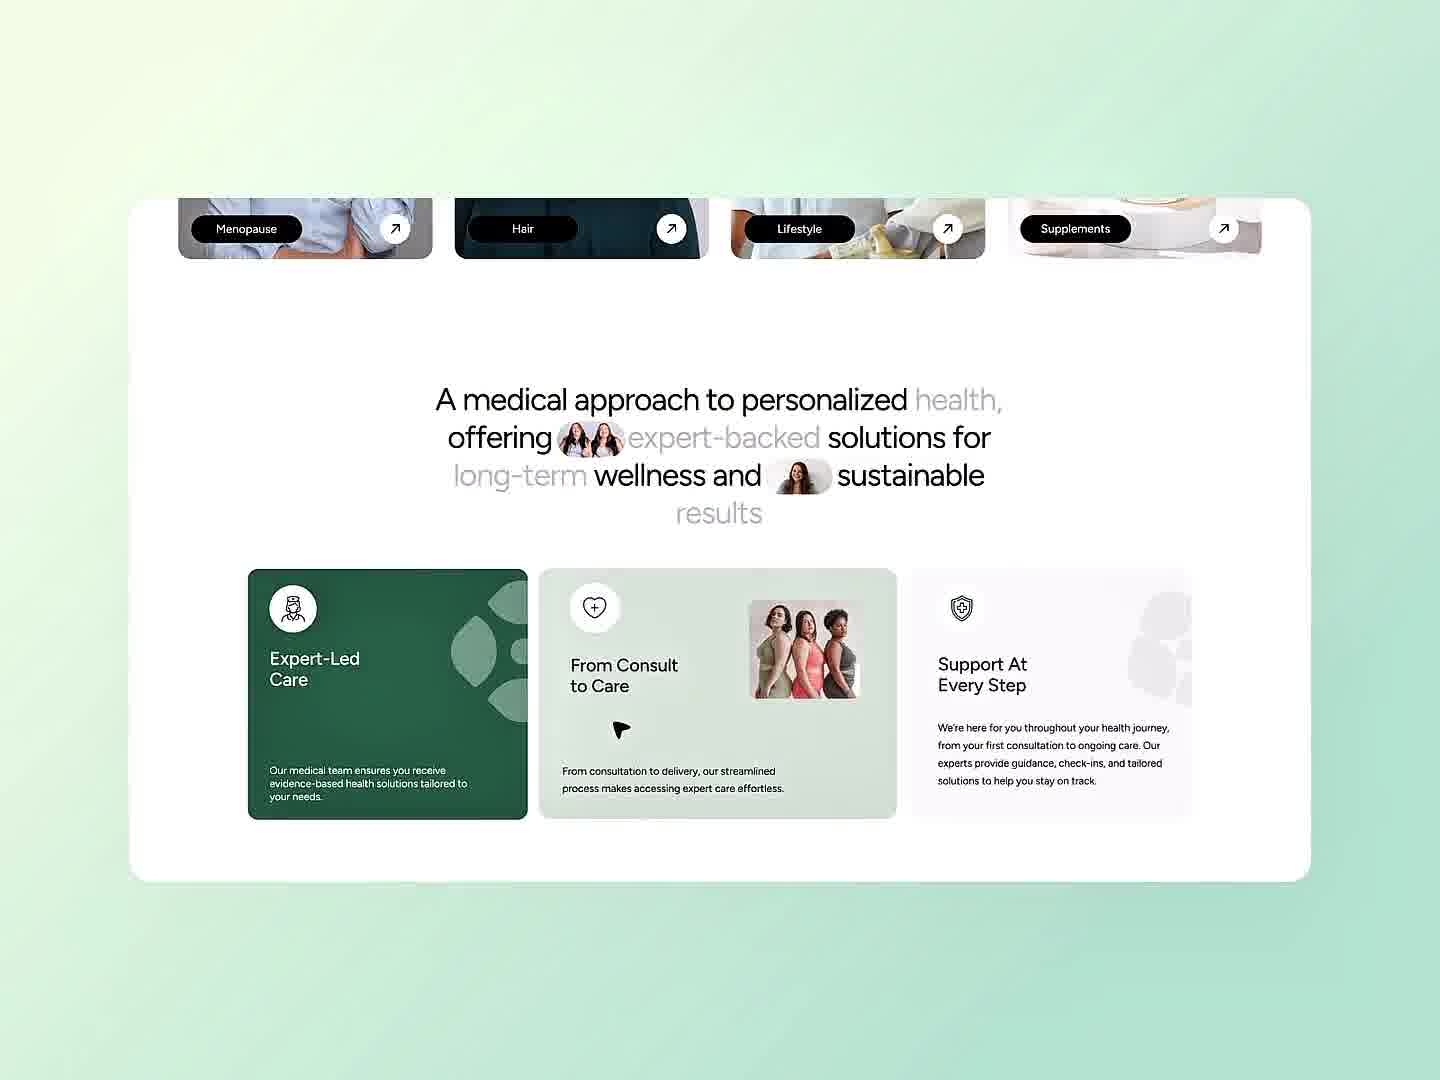 Menopause
Hair
Lifestyle
Supplements
A medical approach to personalized health,
offering expert-backed solutions for
long-term wellness and sustainable
results
Expert-Led
Care
Our medical team ensures you receive
evidence-based health solutions tailored to
your needs.
From Consult
to Care
From consultation to delivery, our streamlined
process makes accessing expert care effortless.
Support At
Every Step
We're here for you throughout your health journey,
from your first consultation to ongoing care. Our
experts provide guidance, check-ins, and tailored
solutions to help you stay on track.